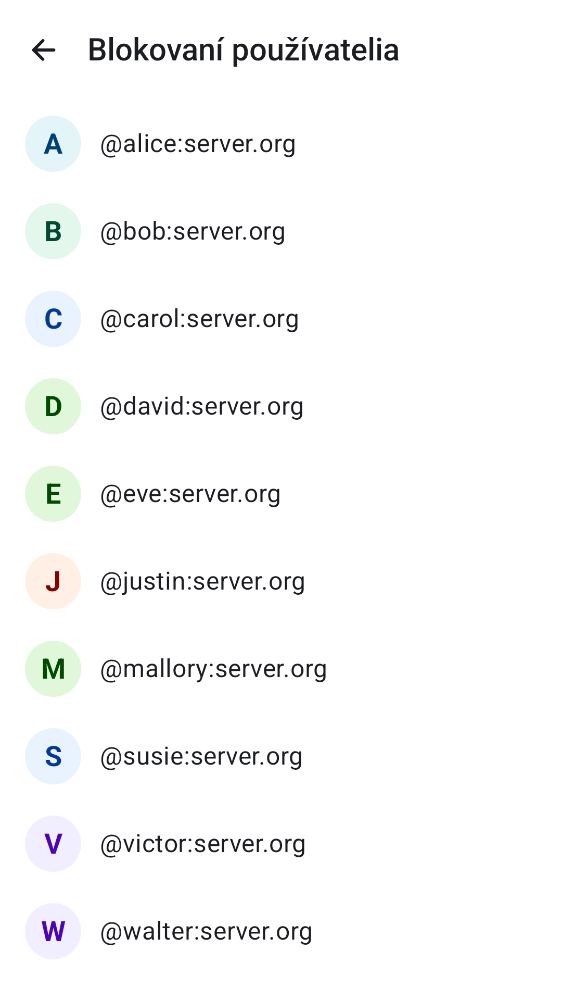 Blokovaní používatelia
A @alice:server.org
B @bob:server.org
C @carol:server.org
D @david:server.org
E @eve:server.org
J @justin:server.org
M @mallory:server.org
S @susie:server.org
V @victor:server.org
W @walter:server.org